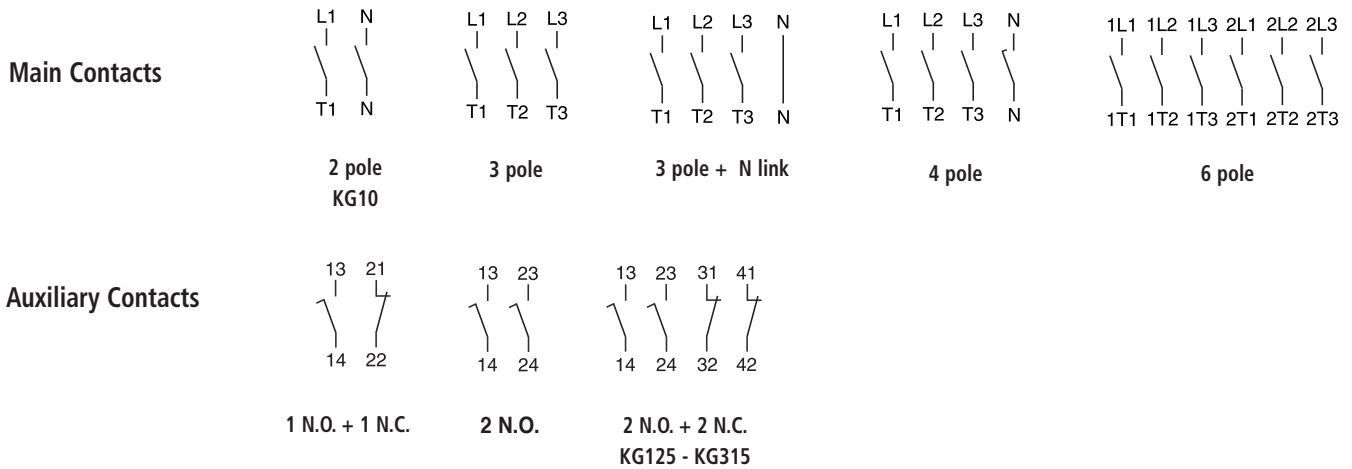 L1 N L1 L2 L3 L1 L2 L3 N L1 L2 L3 N 1L1 1L2 1L3 2L1 2L2 2L3
Main Contacts
T1 N T1 T2 T3 T1 T2 T3 N T1 T2 T3 N 1T1 1T2 1T3 2T1 2T2 2T3
2 pole 3 pole 3 pole + N link 4 pole 6 pole
KG10
13 21 13 23 13 23 31 41
Auxiliary Contacts
14 22 14 24 14 24 32 42
1 N.O. + 1 N.C. 2 N.O. 2 N.O. + 2 N.C.
KG125 - KG315